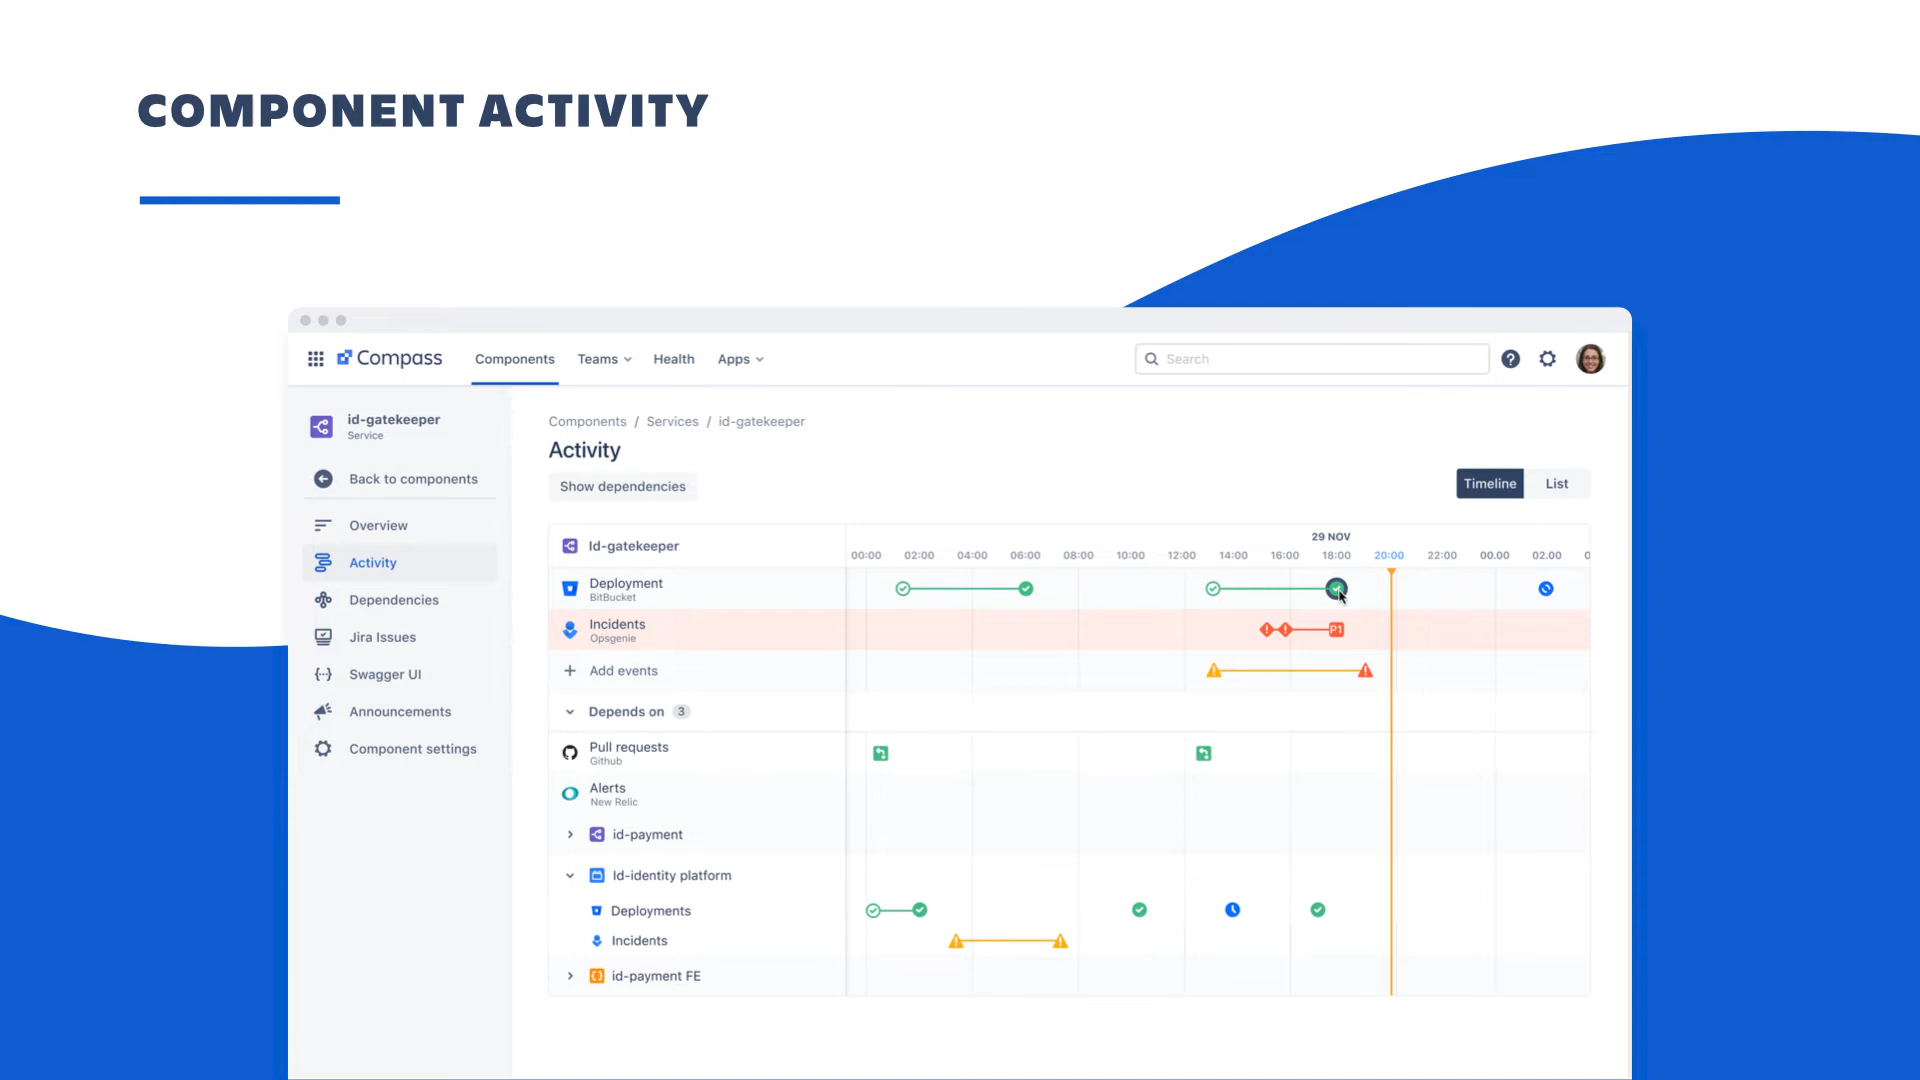 COMPONENT ACTIVITY
Compass
Components
Teams
Health
Apps
Search
?
id-gatekeeper
Service
Back to components
Overview
Activity
Dependencies
Jira Issues
Swagger UI
Announcements
Component settings
Components / Services / id-gatekeeper
Activity
Show dependencies
Timeline
List
Id-gatekeeper
29 NOV
00:00 02:00 04:00 06:00 08:00 10:00 12:00 14:00 16:00 18:00 20:00 22:00 00.00 02.00 0
Deployment
BitBucket
Incidents
Opsgenie
P1
Add events
Depends on 3
Pull requests
Github
Alerts
New Relic
id-payment
Id-identity platform
Deployments
Incidents
id-payment FE